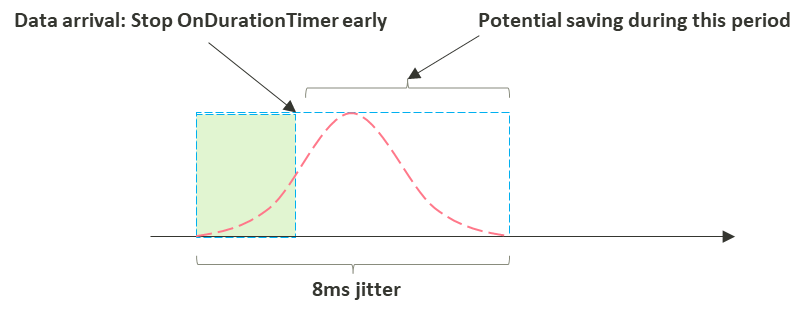 Data arrival: Stop OnDurationTimer early
Potential saving during this period
8ms jitter